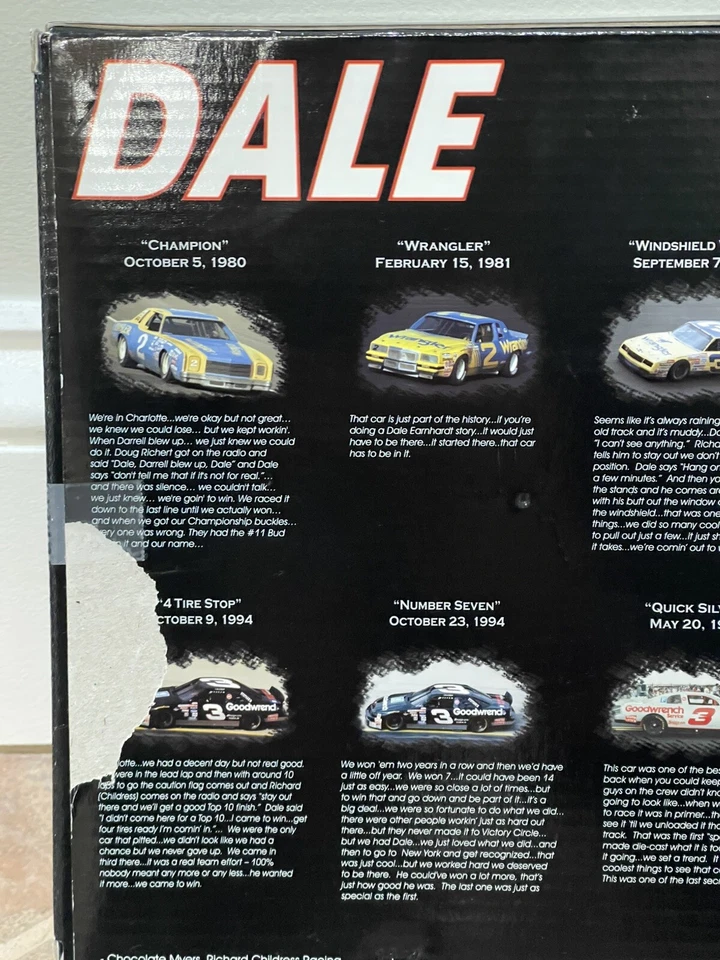 DALE
"CHAMPION"
OCTOBER 5, 1980
We're in Charlotte...we're okay but not great...
we knew we could lose... but we kept workin'.
When Darrell blew up... we just knew we could
do it. Doug Richert got on the radio and
said "Dale, Darrell blew up, Dale" and Dale
says "don't tell me that if it's not for real."...
and there was silence... we couldn't talk...
we just knew... we're goin' to win. We raced it
down to the last line until we actually won...
and when we got our Championship buckles...
every one was wrong. They had the #11 Bud
on it and our name...
"WRANGLER"
FEBRUARY 15, 1981
Wrangler
2
Wrangler
That car is just part of the history...if you're
doing a Dale Earnhardt story...it would just
have to be there...it started there..that car
has to be in it.
"WINDSHIELD
SEPTEMBER 7
Seems like it's always raining
old track and it's muddy...Da
"I can't see anything." Richa
tells him to stay out we don't
position. Dale says "Hang on
a few minutes." And then yo
the stands and he comes an
with his butt out the window
the windshield...that was one
things...we did so many cool
to pull out just a few...it just sh
it takes...we're comin' out to
"4 TIRE STOP"
CTOBER 9, 1994
3 Goodwrench
otte...we had a decent day but not real good.
were in the lead lap and then with around 10
laps to go the caution flag comes out and Richard
(Childress) comes on the radio and says "stay out
there and we'll get a good Top 10 finish." Dale said
"I didn't come here for a Top 10...I came to win...get
four tires ready I'm comin' in."... We were the only
car that pitted...we didn't look like we had a
chance but we never gave up. We came in
third there...it was a real team effort – 100%
nobody meant any more or any less...he wanted
it more...we came to win.
"NUMBER SEVEN"
OCTOBER 23, 1994
3 Goodwrench
We won 'em two years in a row and then we'd have
a little off year. We won 7...it could have been 14
just as easy...we were so close a lot of times...but
to win that and go down and be part of it...it's a
big deal...we were so fortunate to do what we did...
there were other people workin' just as hard out
there...but they never made it to Victory Circle...
but we had Dale...we just loved what we did...and
then to go to New York and get recognized...that
was just cool...but we worked hard we deserved
to be there. He could've won a lot more, that's
just how good he was. The last one was just as
special as the first.
"QUICK SIL
MAY 20, 19
Goodwrench
Service
3
This car was one of the bes
back when you could keep
guys on the crew didn't kn
going to look like...when w
to race it was in primer...the
see it 'til we unloaded it the
track. That was the first "sp
made die-cast what it is to
it going...we set a trend. It
coolest things to see that c
This was one of the last sec
- Chocolate Myers, Richard Childress Racing